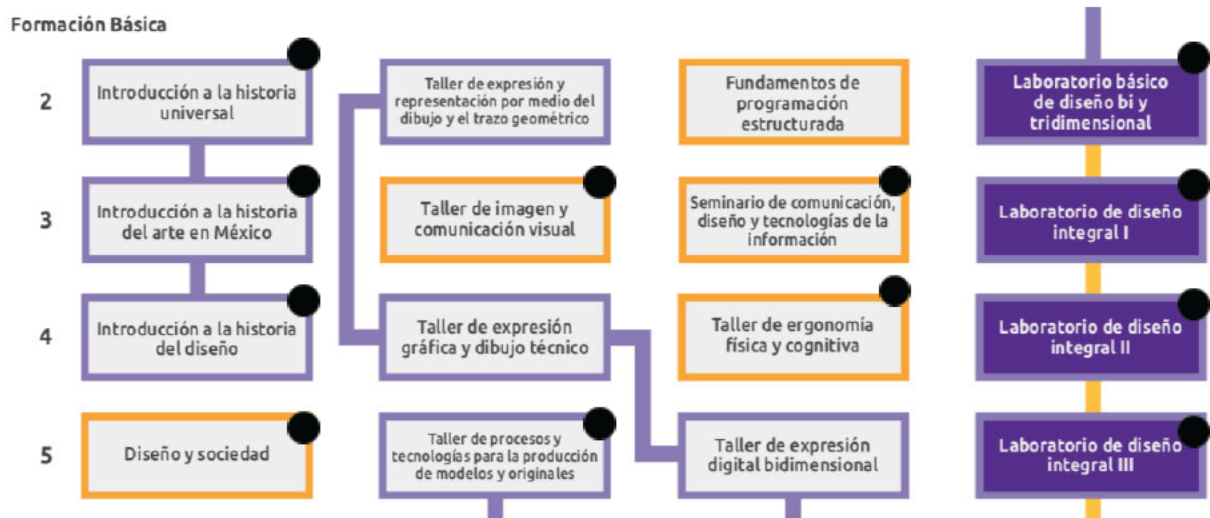 Formación Básica
2
Introducción a la historia
universal
Taller de expresión y
representación por medio del
dibujo y el trazo geométrico
Fundamentos de
programación
estructurada
Laboratorio básico
de diseño bi y
tridimensional
3
Introducción a la historia
del arte en México
Taller de imagen y
comunicación visual
Seminario de comunicación,
diseño y tecnologías de la
información
Laboratorio de diseño
integral I
4
Introducción a la historia
del diseño
Taller de expresión
gráfica y dibujo técnico
Taller de ergonomía
física y cognitiva
Laboratorio de diseño
integral II
5
Diseño y sociedad
Taller de procesos y
tecnologías para la producción
de modelos y originales
Taller de expresión
digital bidimensional
Laboratorio de diseño
integral III